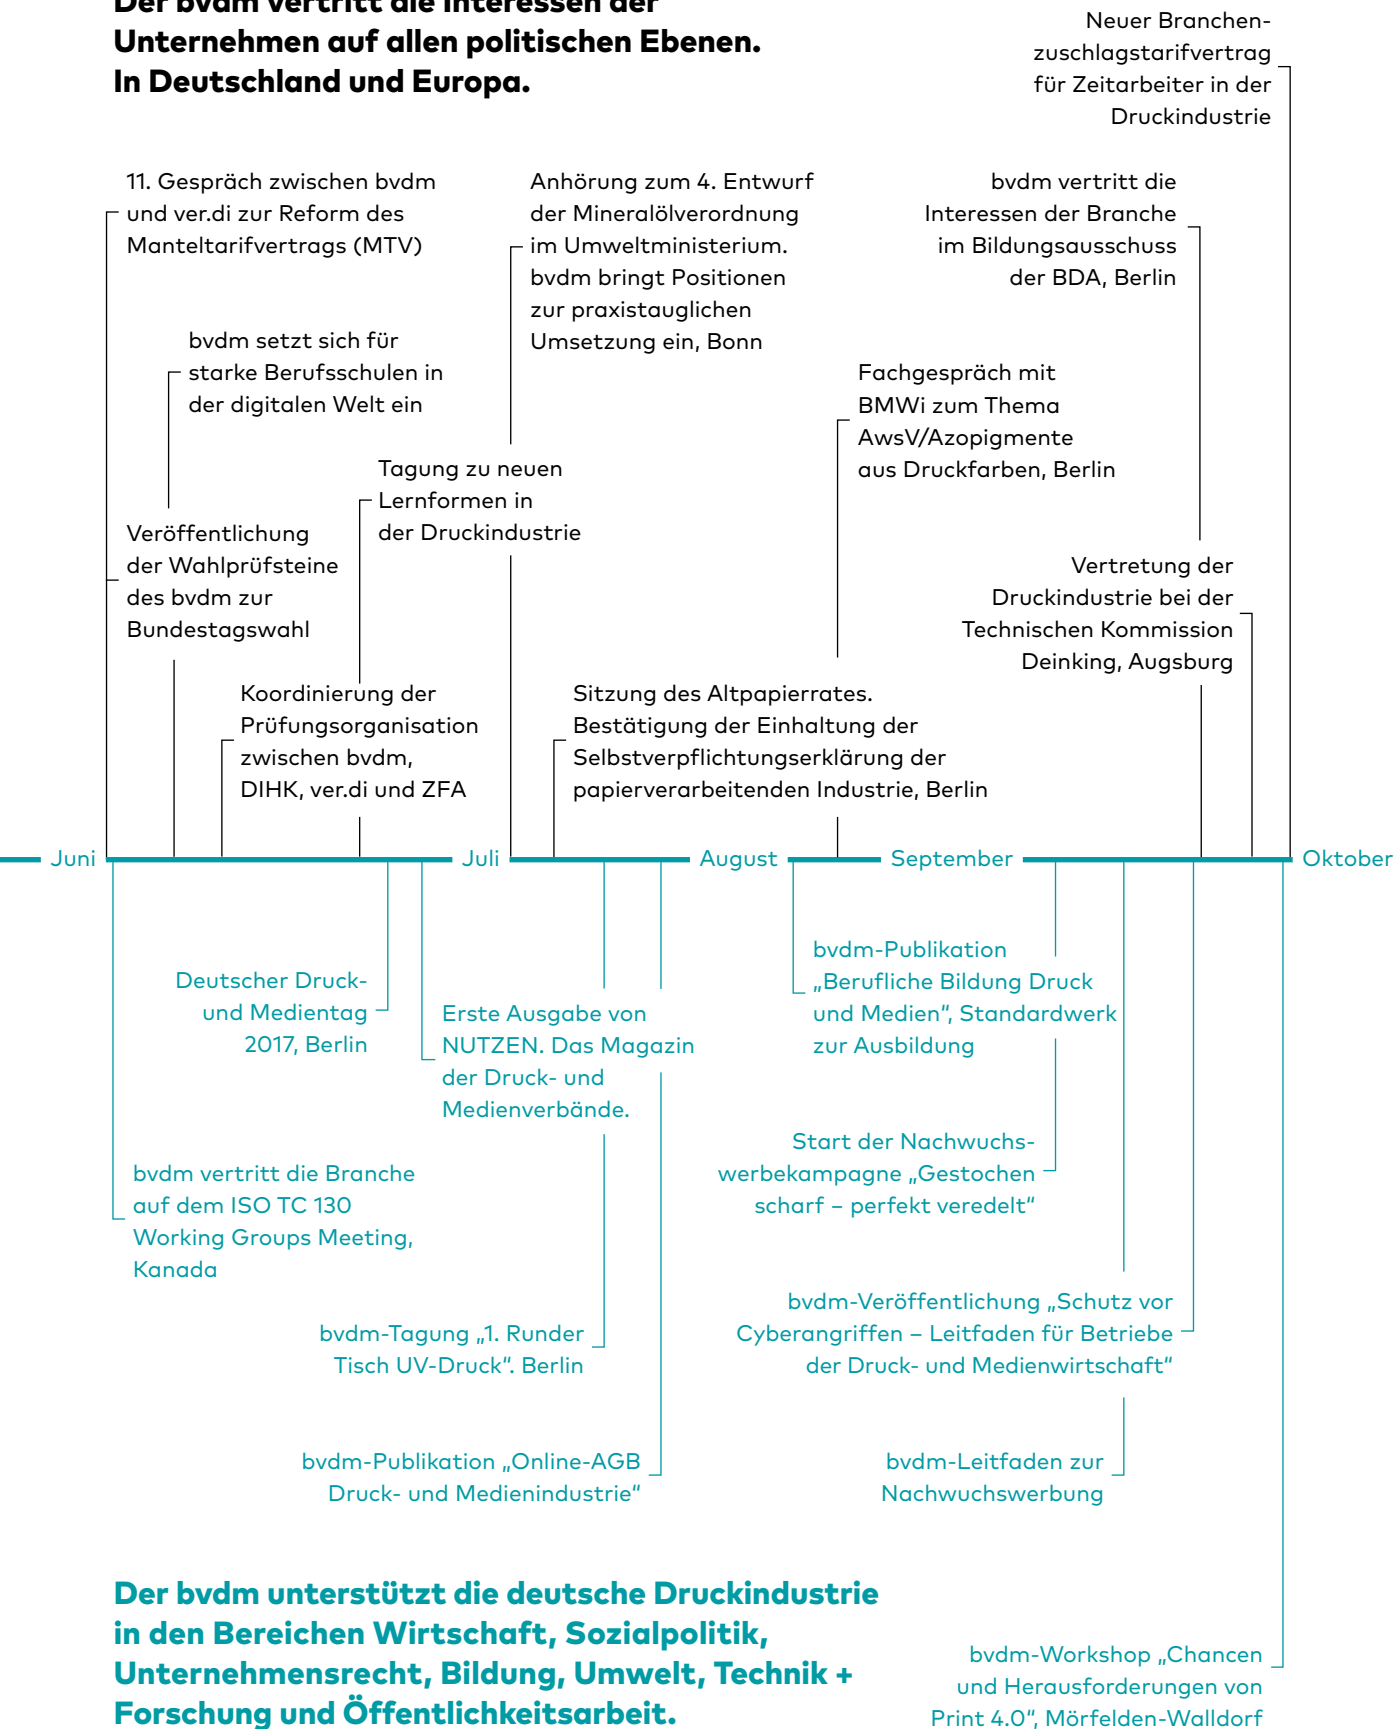 Der bvdm vertritt die Interessen der
Unternehmen auf allen politischen Ebenen.
In Deutschland und Europa.
Neuer Branchen-
zuschlagstarifvertrag
für Zeitarbeiter in der
Druckindustrie
11. Gespräch zwischen bvdm
und ver.di zur Reform des
Manteltarifvertrags (MTV)
Anhörung zum 4. Entwurf
der Mineralölverordnung
im Umweltministerium.
bvdm bringt Positionen
zur praxistauglichen
Umsetzung ein, Bonn
bvdm vertritt die
Interessen der Branche
im Bildungsausschuss
der BDA, Berlin
bvdm setzt sich für
starke Berufsschulen in
der digitalen Welt ein
Fachgespräch mit
BMWi zum Thema
AwsV/Azopigmente
aus Druckfarben, Berlin
Tagung zu neuen
Lernformen in
der Druckindustrie
Veröffentlichung
der Wahlprüfsteine
des bvdm zur
Bundestagswahl
Vertretung der
Druckindustrie bei der
Technischen Kommission
Deinking, Augsburg
Koordinierung der
Prüfungsorganisation
zwischen bvdm,
DIHK, ver.di und ZFA
Sitzung des Altpapierrates.
Bestätigung der Einhaltung der
Selbstverpflichtungserklärung der
papierverarbeitenden Industrie, Berlin
Juni Juli August September Oktober
Deutscher Druck-
und Medientag
2017, Berlin
Erste Ausgabe von
NUTZEN. Das Magazin
der Druck- und
Medienverbände.
bvdm-Publikation
„Berufliche Bildung Druck
und Medien“, Standardwerk
zur Ausbildung
bvdm vertritt die Branche
auf dem ISO TC 130
Working Groups Meeting,
Kanada
Start der Nachwuchs-
werbekampagne „Gestochen
scharf – perfekt veredelt“
bvdm-Tagung „1. Runder
Tisch UV-Druck“. Berlin
bvdm-Veröffentlichung „Schutz vor
Cyberangriffen – Leitfaden für Betriebe
der Druck- und Medienwirtschaft“
bvdm-Publikation „Online-AGB
Druck- und Medienindustrie“
bvdm-Leitfaden zur
Nachwuchswerbung
Der bvdm unterstützt die deutsche Druckindustrie
in den Bereichen Wirtschaft, Sozialpolitik,
Unternehmensrecht, Bildung, Umwelt, Technik +
Forschung und Öffentlichkeitsarbeit.
bvdm-Workshop „Chancen
und Herausforderungen von
Print 4.0“, Mörfelden-Walldorf